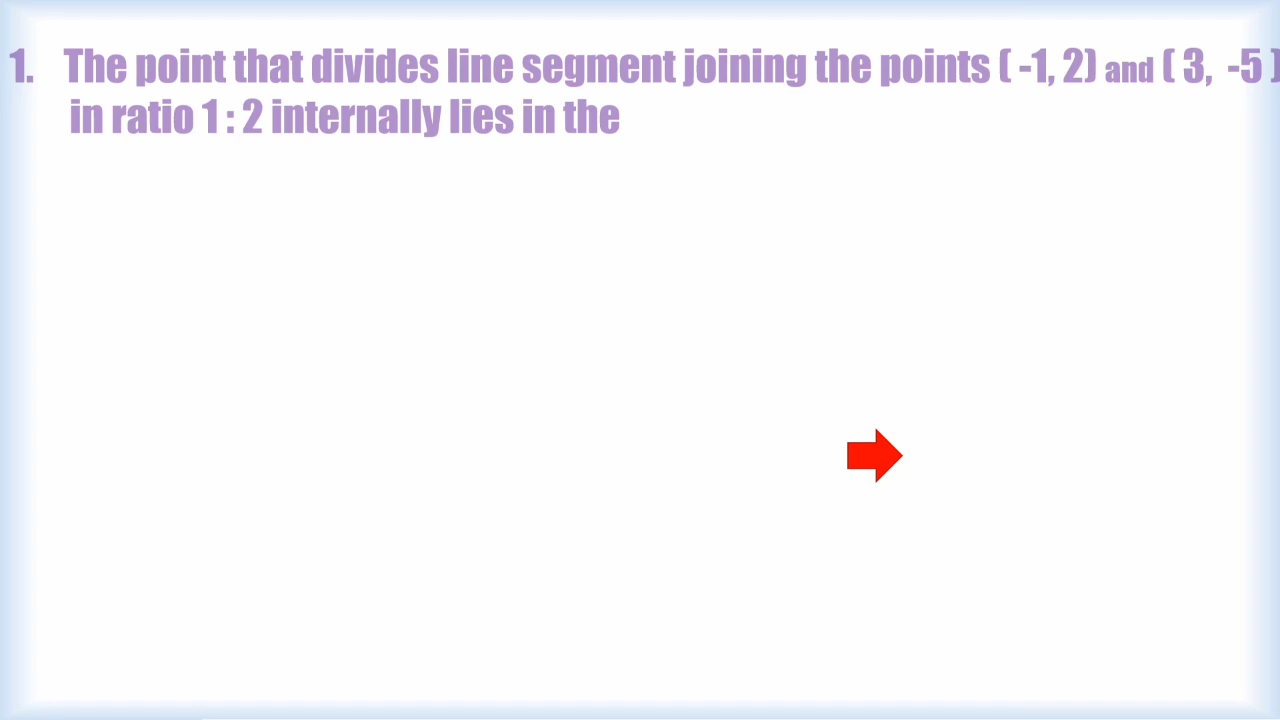 1. The point that divides line segment joining the points ( -1, 2) and ( 3, -5 )
in ratio 1 : 2 internally lies in the